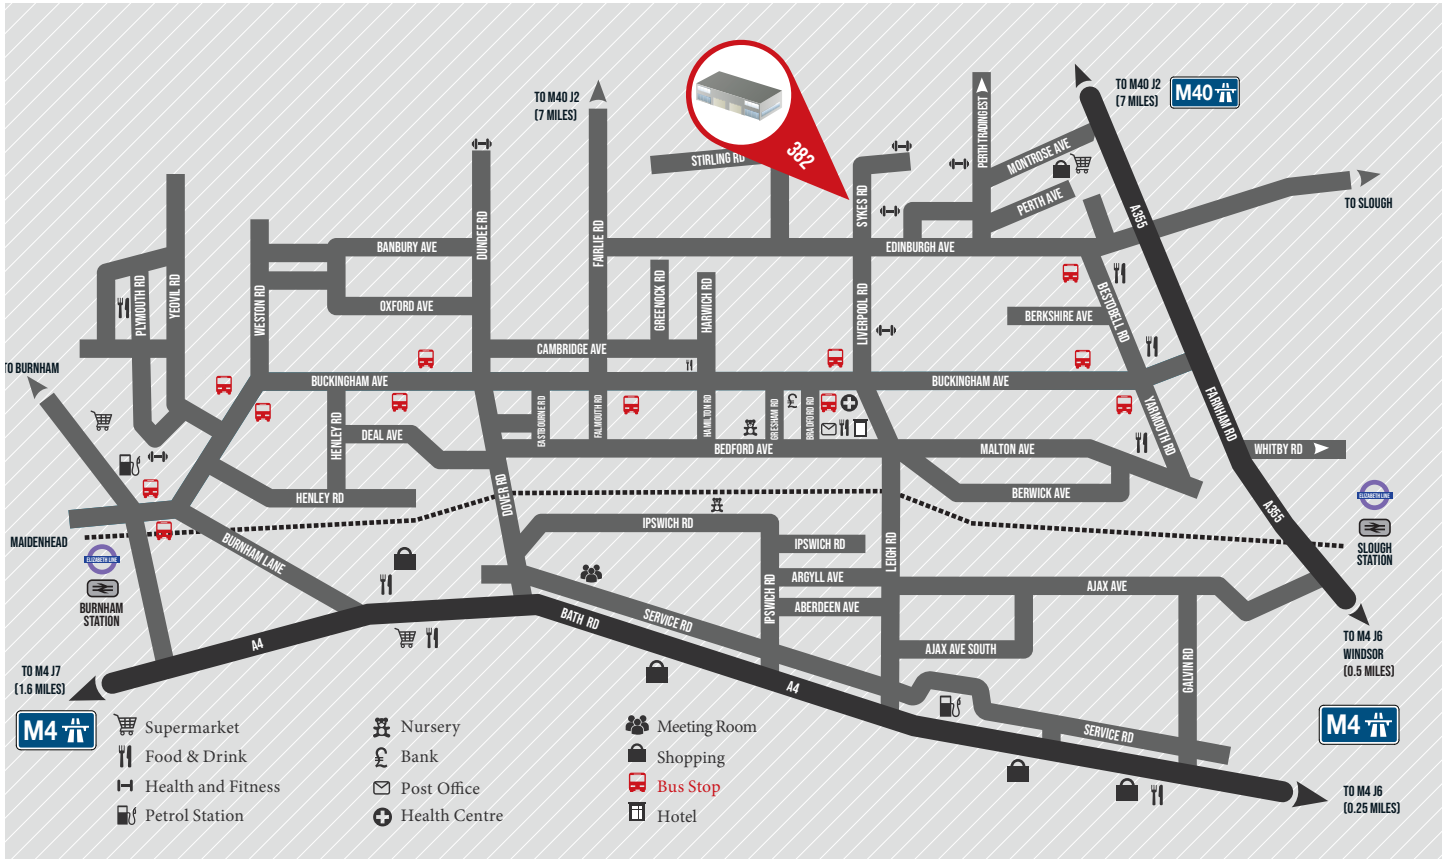 TO M40 J2
(7 MILES)
TO M40 J2
(7 MILES)
M40
382
STIRLING RD
SYKES RD
PERTH TRADING EST
MONTROSE AVE
PERTH AVE
A355
TO SLOUGH
BANBURY AVE
DUNDEE RD
FAIRLIE RD
EDINBURGH AVE
PLYMOUTH RD
YEOVIL RD
WESTON RD
OXFORD AVE
GREENOCK RD
HARWICH RD
LIVERPOOL RD
BESTOBELL RD
BERKSHIRE AVE
CAMBRIDGE AVE
TO BURNHAM
BUCKINGHAM AVE
BUCKINGHAM AVE
FARNHAM RD
HENLEY RD
DEAL AVE
EASTBOURNE RD
FALMOUTH RD
HAMILTON RD
GRESHAM RD
BRADFORD RD
YARMOUTH RD
BEDFORD AVE
MALTON AVE
WHITBY RD
HENLEY RD
DOVER RD
BERWICK AVE
A355
ELIZABETH LINE
SLOUGH
STATION
MAIDENHEAD
ELIZABETH LINE
BURNHAM
STATION
BURNHAM LANE
IPSWICH RD
IPSWICH RD
IPSWICH RD
LEIGH RD
ARGYLL AVE
ABERDEEN AVE
AJAX AVE
AJAX AVE SOUTH
GALVIN RD
BATH RD
SERVICE RD
A4
A4
SERVICE RD
TO M4 J6
WINDSOR
(0.5 MILES)
TO M4 J7
(1.6 MILES)
M4
M4
TO M4 J6
(0.25 MILES)
Supermarket
Food & Drink
Health and Fitness
Petrol Station
Nursery
Bank
Post Office
Health Centre
Meeting Room
Shopping
Bus Stop
Hotel